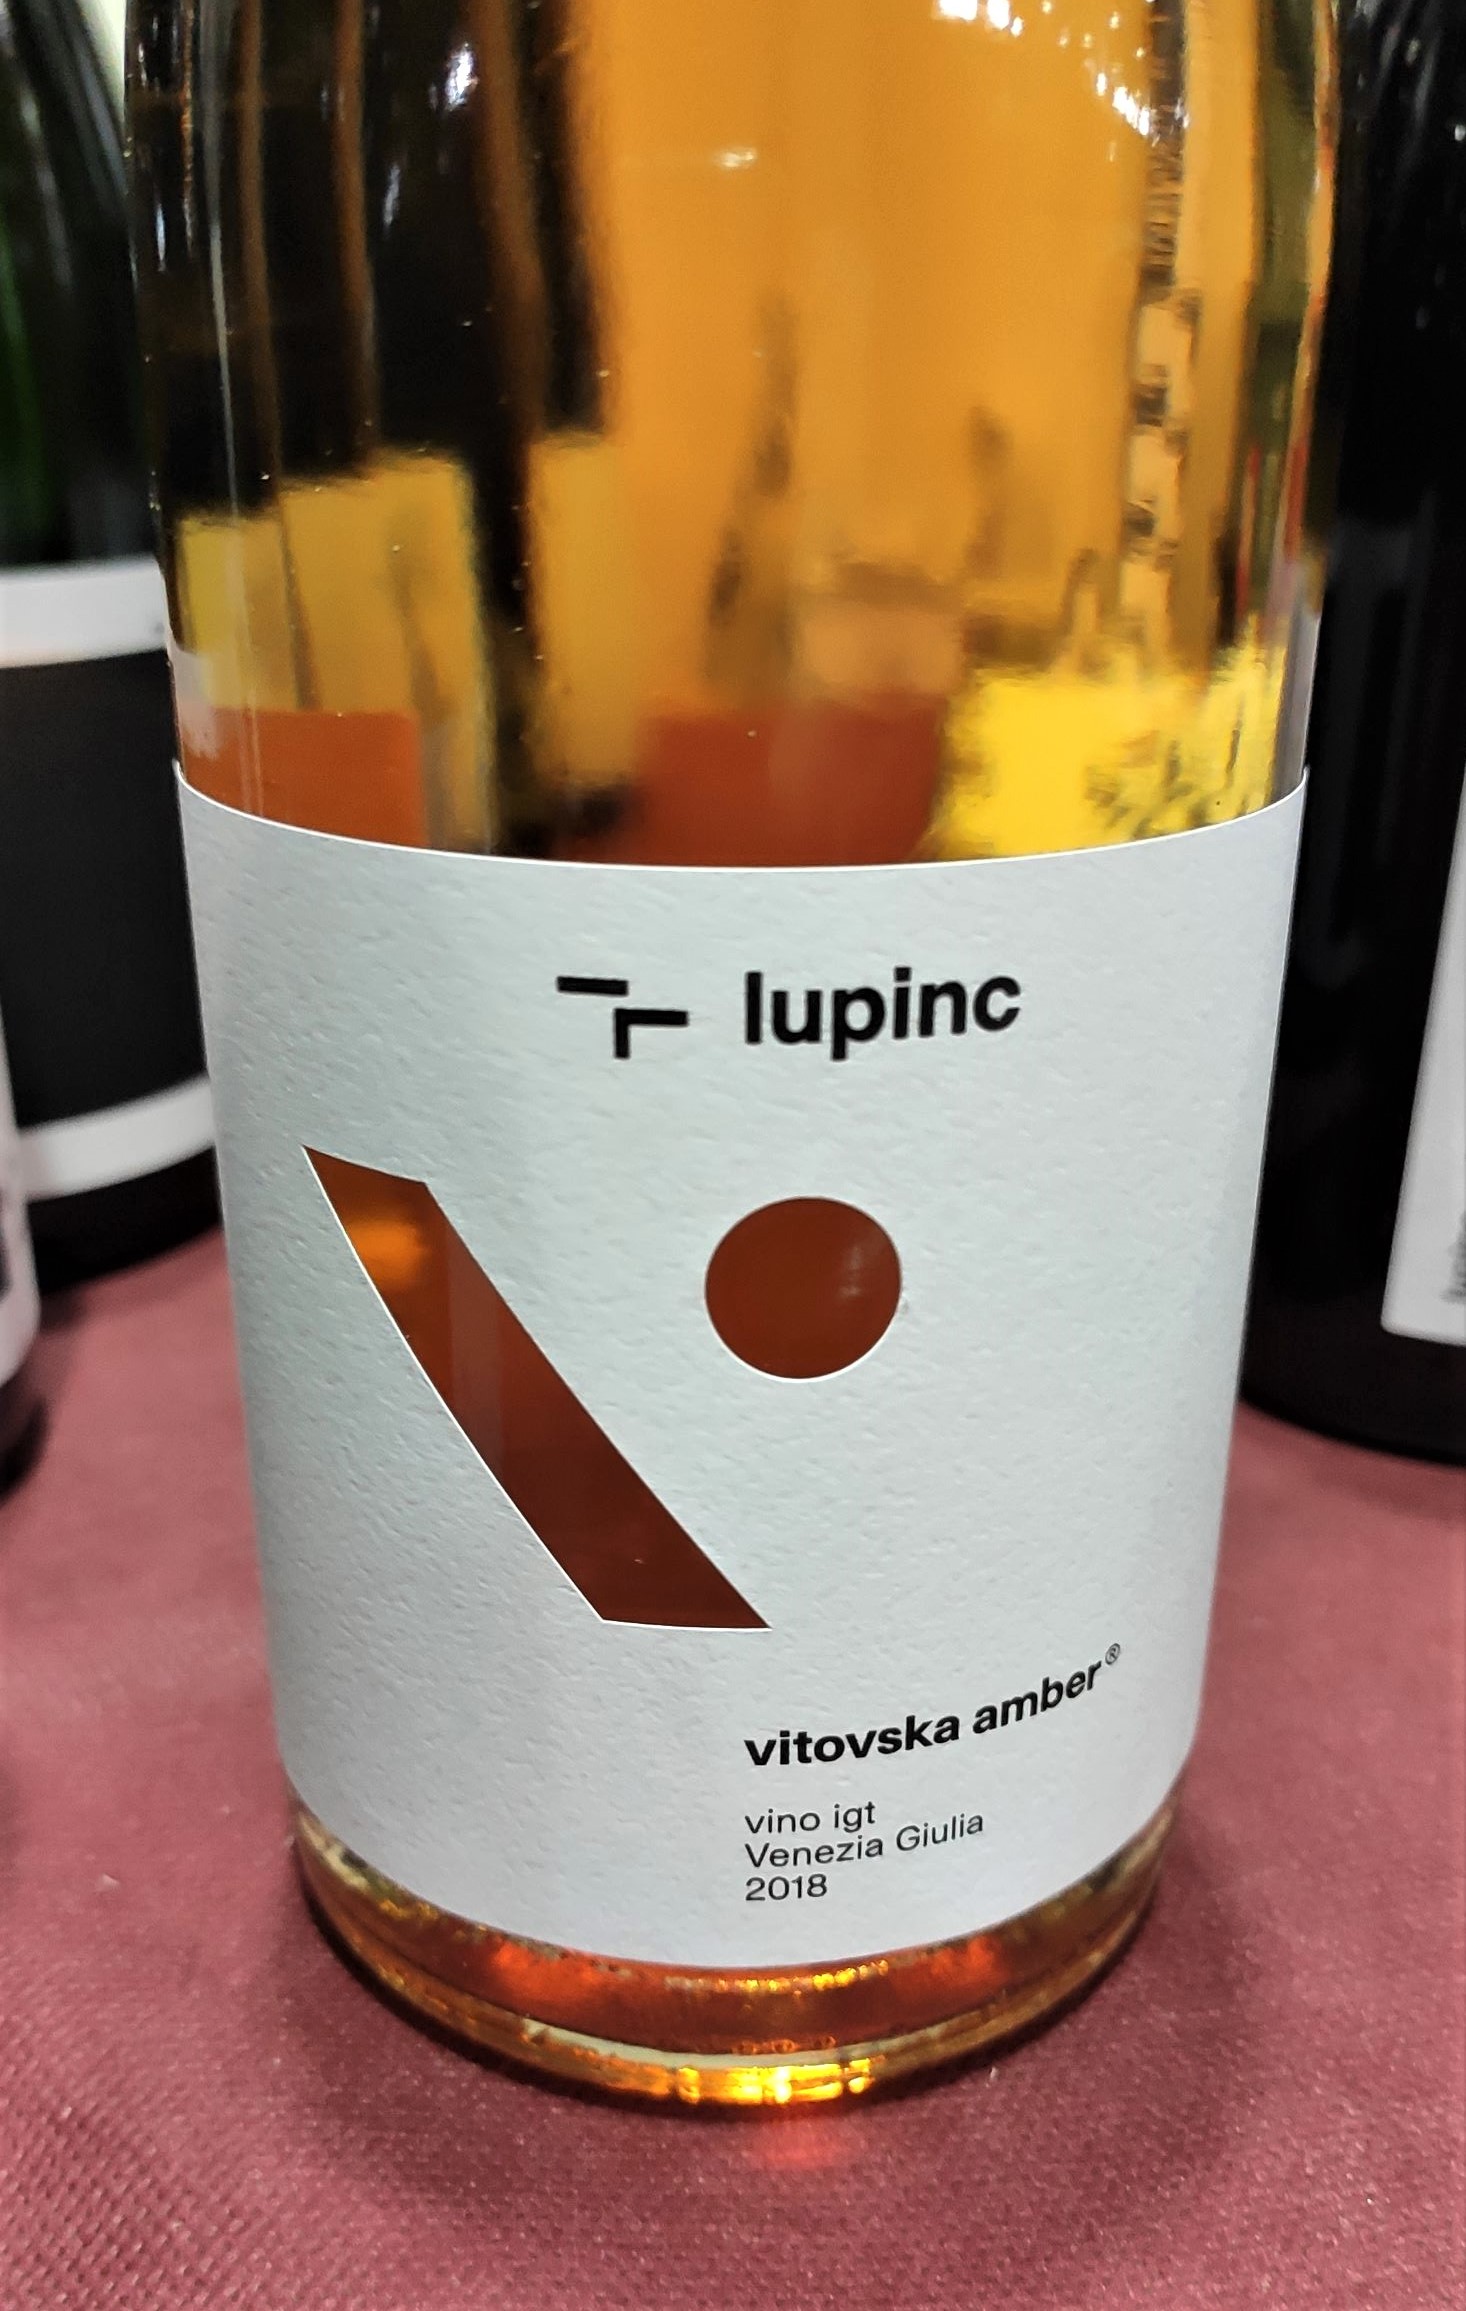 lupinc
vitovska amber®
vino igt
Venezia Giulia
2018